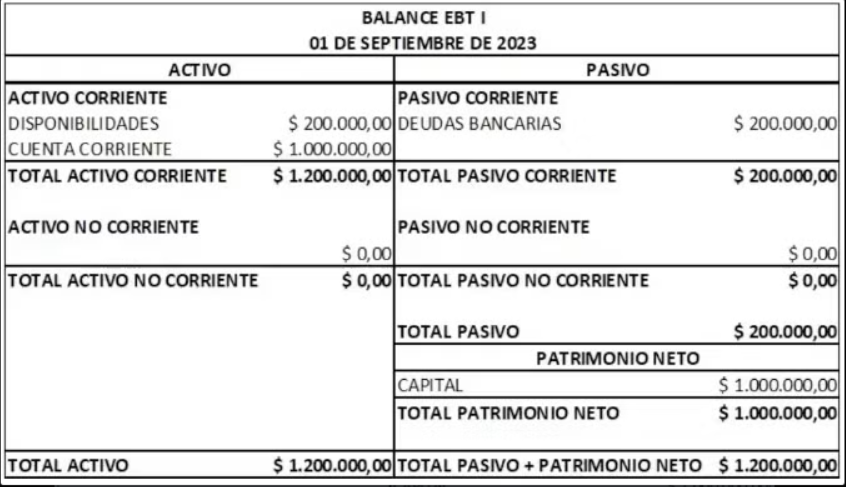 BALANCE EBT I
01 DE SEPTIEMBRE DE 2023
ACTIVO PASIVO
ACTIVO CORRIENTE PASIVO CORRIENTE
DISPONIBILIDADES $ 200.000,00 DEUDAS BANCARIAS $ 200.000,00
CUENTA CORRIENTE $ 1.000.000,00
TOTAL ACTIVO CORRIENTE $ 1.200.000,00 TOTAL PASIVO CORRIENTE $ 200.000,00
ACTIVO NO CORRIENTE PASIVO NO CORRIENTE
$ 0,00 $ 0,00
TOTAL ACTIVO NO CORRIENTE $ 0,00 TOTAL PASIVO NO CORRIENTE $ 0,00
TOTAL PASIVO $ 200.000,00
PATRIMONIO NETO
CAPITAL $ 1.000.000,00
TOTAL PATRIMONIO NETO $ 1.000.000,00
TOTAL ACTIVO $ 1.200.000,00 TOTAL PASIVO + PATRIMONIO NETO $ 1.200.000,00